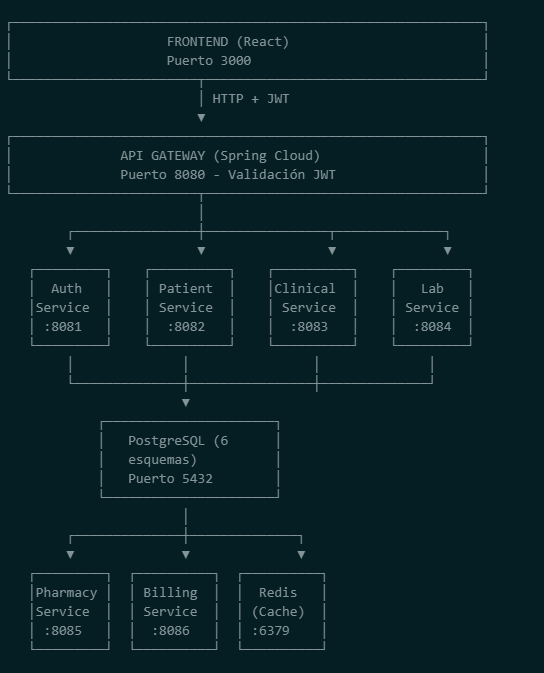 FRONTEND (React)
Puerto 3000
HTTP + JWT
API GATEWAY (Spring Cloud)
Puerto 8080 - Validación JWT
Auth
Service
:8081
Patient
Service
:8082
Clinical
Service
:8083
Lab
Service
:8084
PostgreSQL (6
esquemas)
Puerto 5432
Pharmacy
Service
:8085
Billing
Service
:8086
Redis
(Cache)
:6379